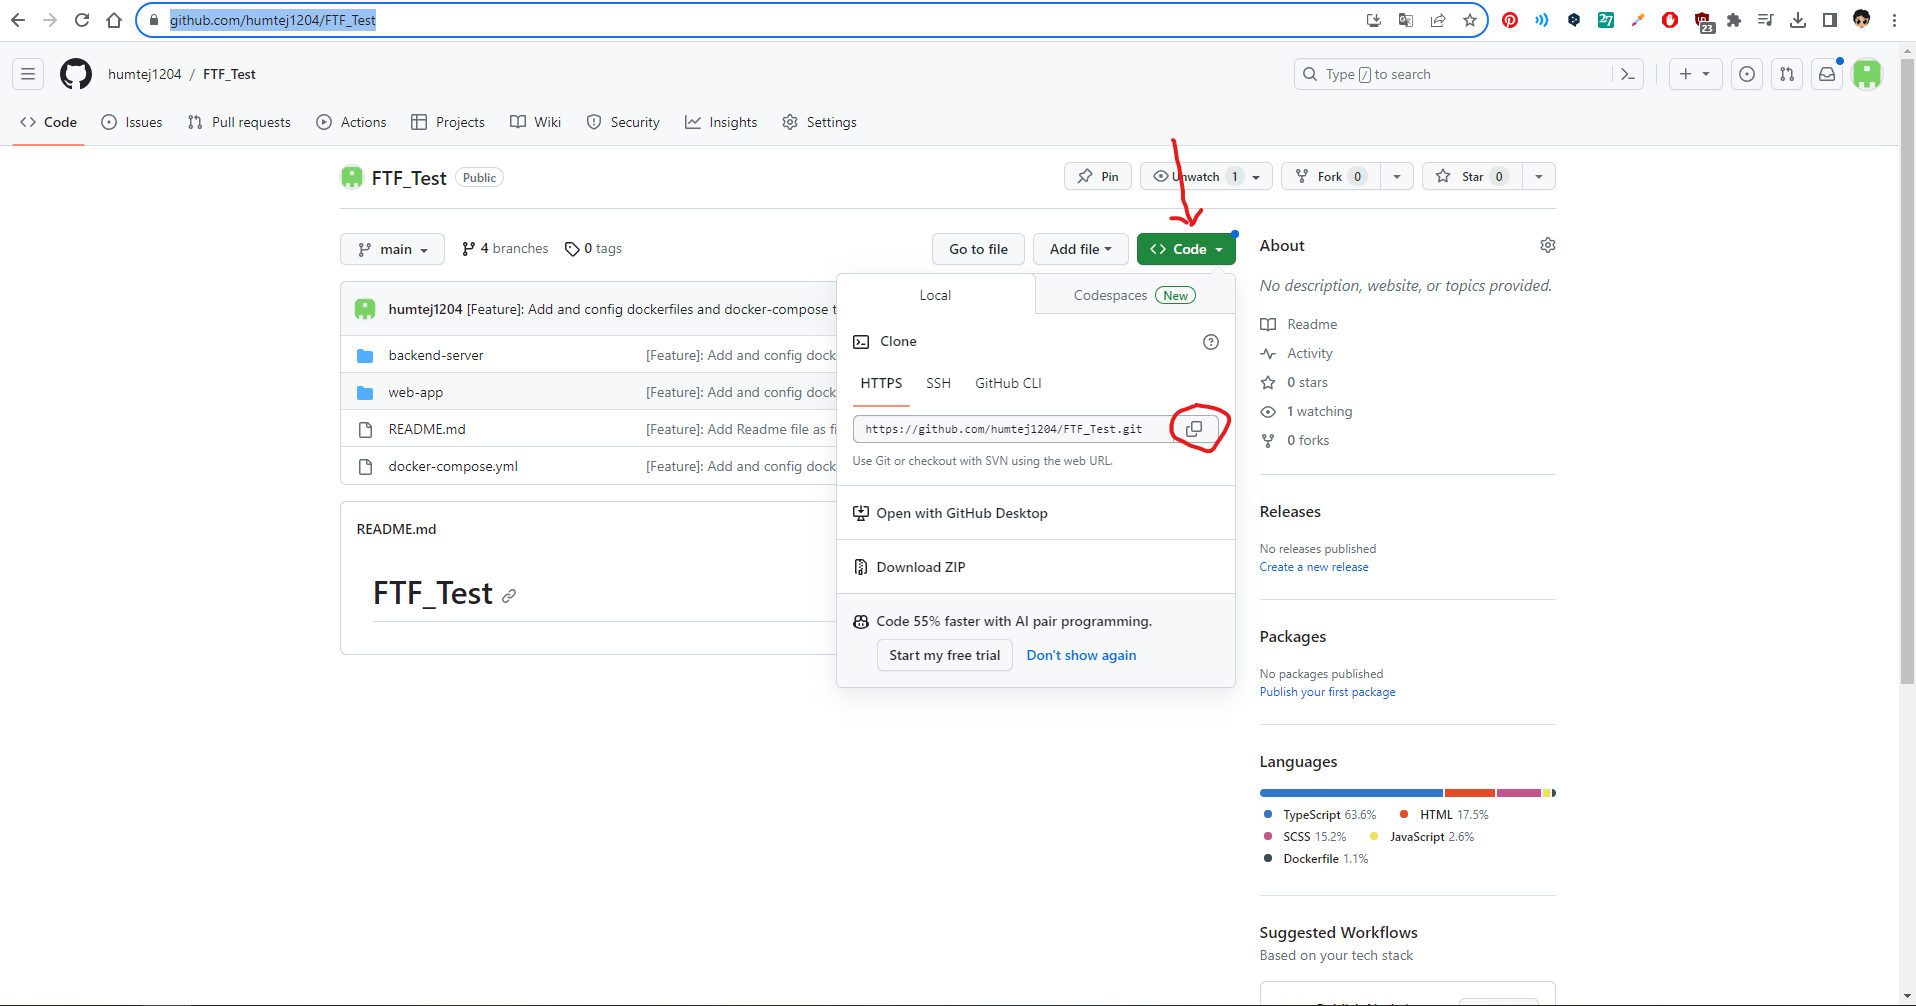 github.com/humtej1204/FTF_Test
23
humtej1204 / FTF_Test
Type / to search
Code Issues Pull requests Actions Projects Wiki Security Insights Settings
FTF_Test Public
Pin Unwatch 1 Fork 0 Star 0
main 4 branches 0 tags
Go to file Add file Code
humtej1204 [Feature]: Add and config dockerfiles and docker-compose t
backend-server [Feature]: Add and config dock
web-app [Feature]: Add and config dock
README.md [Feature]: Add Readme file as fi
docker-compose.yml [Feature]: Add and config dock
README.md
FTF_Test
Local Codespaces New
Clone
HTTPS SSH GitHub CLI
https://github.com/humtej1204/FTF_Test.git
Use Git or checkout with SVN using the web URL.
Open with GitHub Desktop
Download ZIP
Code 55% faster with AI pair programming.
Start my free trial Don't show again
About
No description, website, or topics provided.
Readme
Activity
0 stars
1 watching
0 forks
Releases
No releases published
Create a new release
Packages
No packages published
Publish your first package
Languages
TypeScript 63.6% HTML 17.5%
SCSS 15.2% JavaScript 2.6%
Dockerfile 1.1%
Suggested Workflows
Based on your tech stack